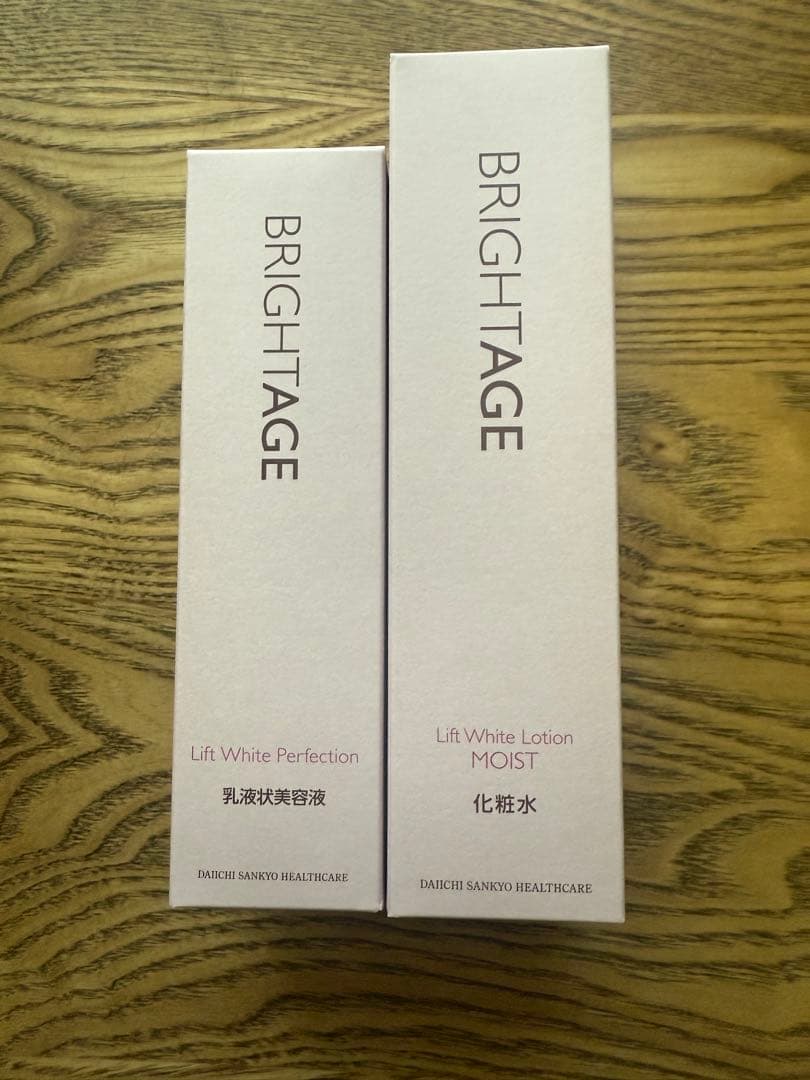 BRIGHTAGE
Lift White Perfection
乳液状美容液
DAIICHI SANKYO HEALTHCARE
BRIGHTAGE
Lift White Lotion
MOIST
化粧水
DAIICHI SANKYO HEALTHCARE